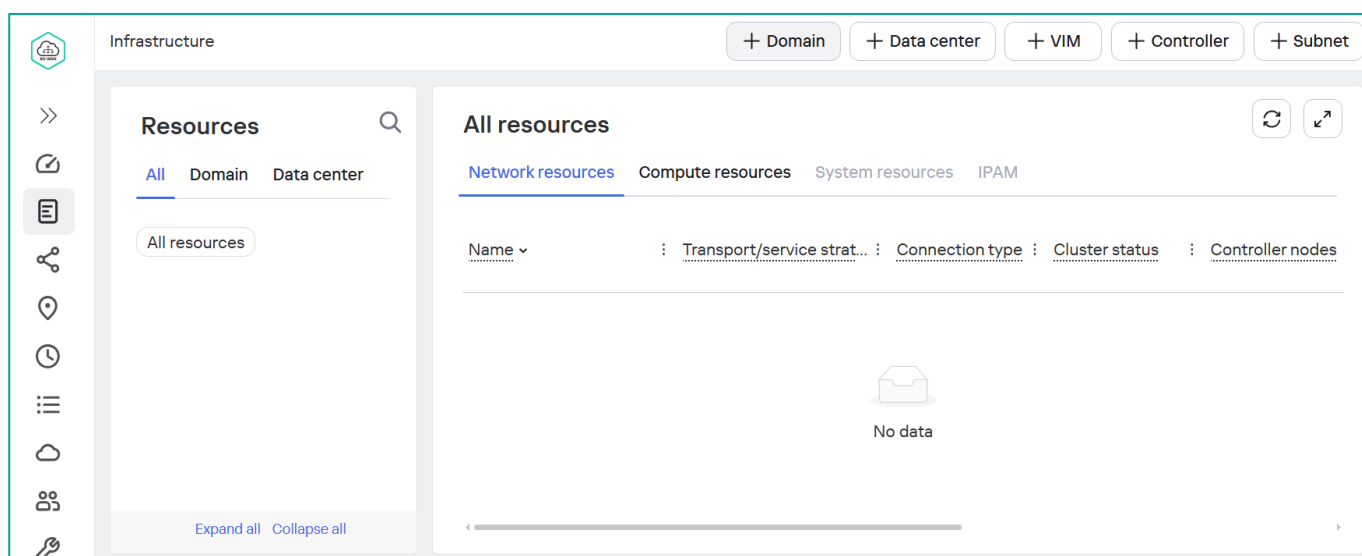 Infrastructure
+ Domain
+ Data center
+ VIM
+ Controller
+ Subnet
SD-WAN
Resources
All Domain Data center
All resources
Expand all Collapse all
All resources
Network resources Compute resources System resources IPAM
Name Transport/service strat... Connection type Cluster status Controller nodes
No data